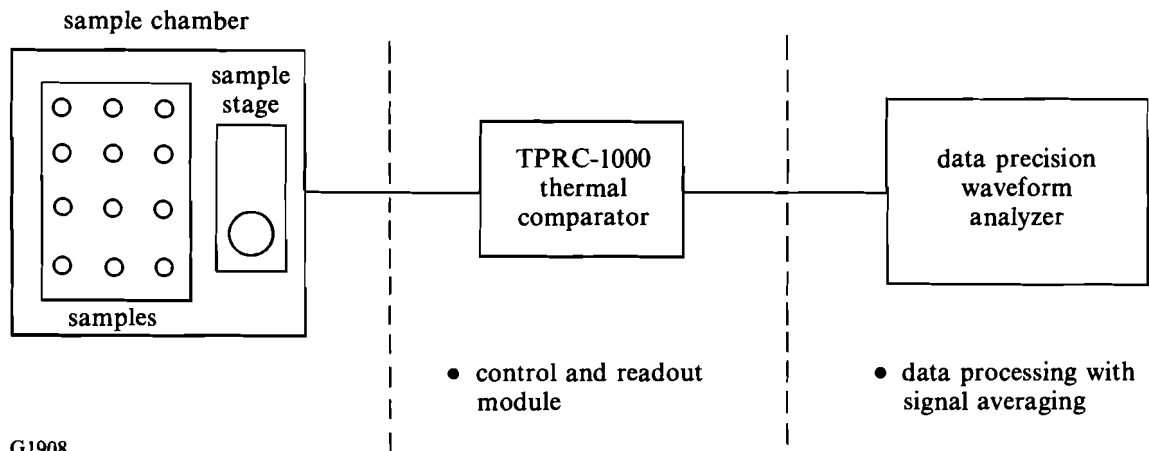 sample chamber
sample
stage
samples
TPRC-1000
thermal
comparator
data precision
waveform
analyzer
• control and readout
module
• data processing with
signal averaging
G1908